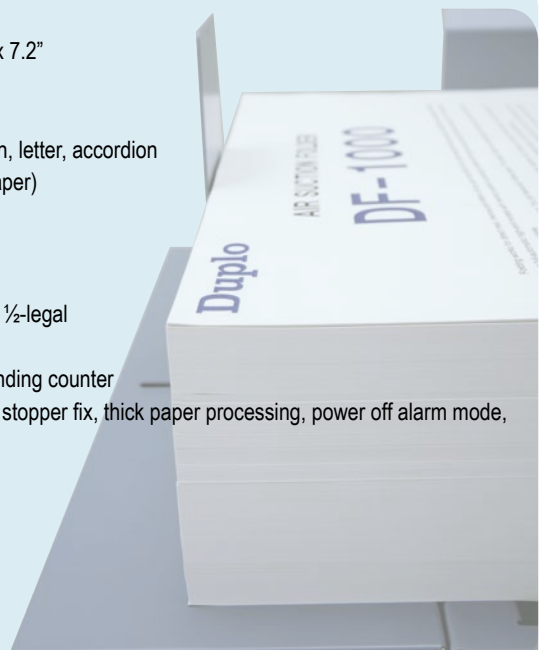 x 7.2”
n, letter, accordion
aper)
½-legal
nding counter
stopper fix, thick paper processing, power off alarm mode,
Duplo
AIR SUCTION FOLDER
DF-1000